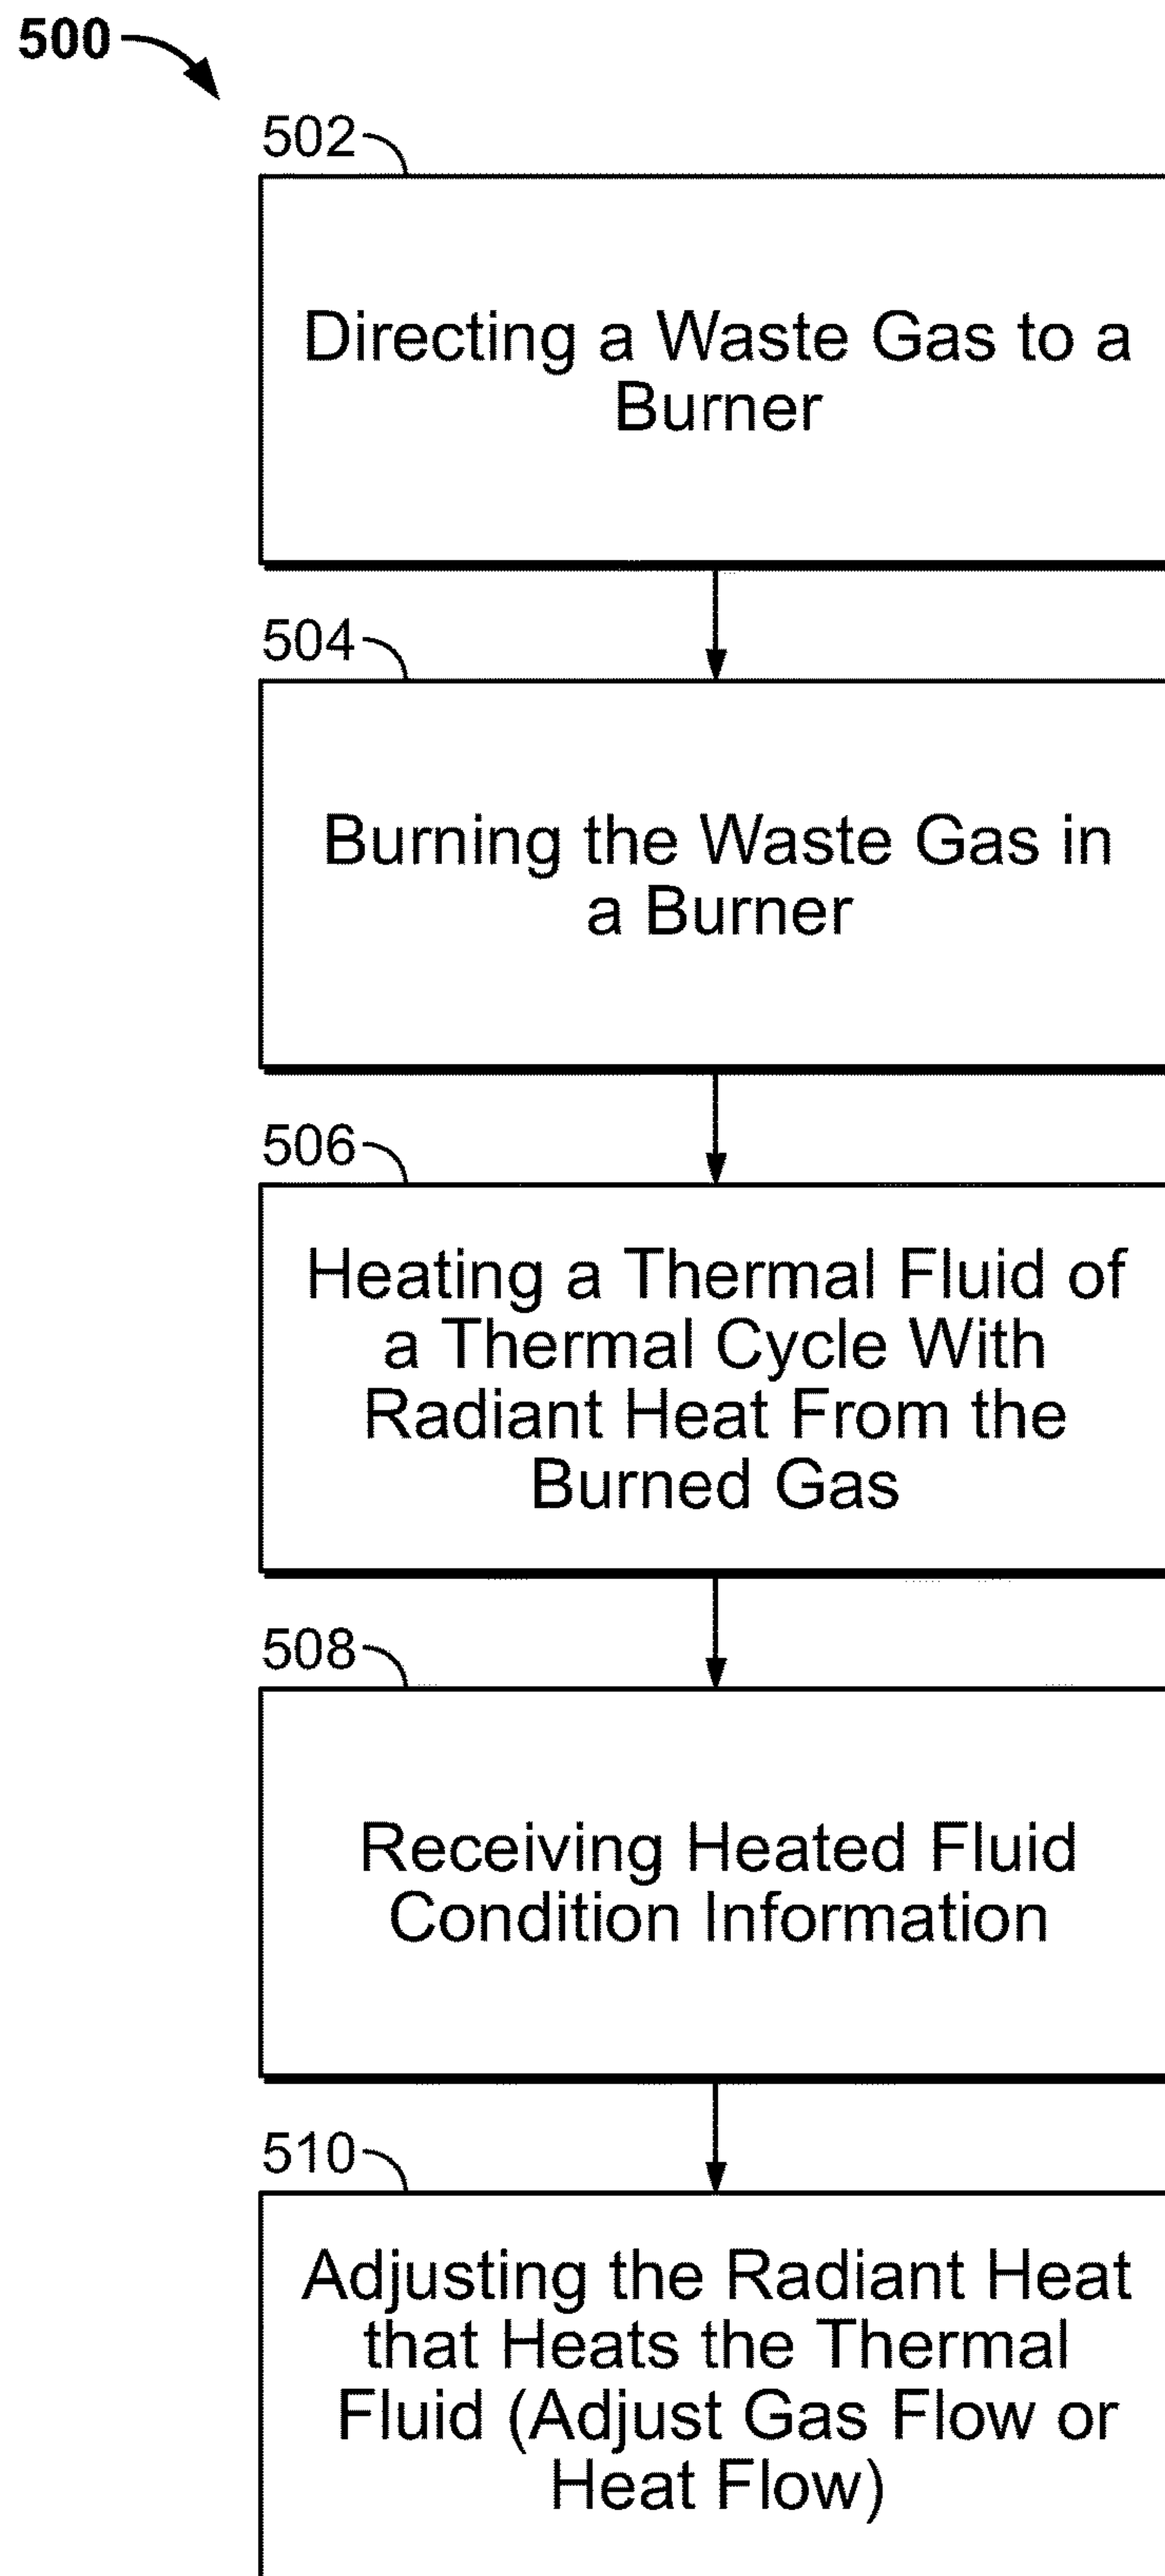 500
502
Directing a Waste Gas to a
Burner
504
Burning the Waste Gas in
a Burner
506
Heating a Thermal Fluid of
a Thermal Cycle With
Radiant Heat From the
Burned Gas
508
Receiving Heated Fluid
Condition Information
510
Adjusting the Radiant Heat
that Heats the Thermal
Fluid (Adjust Gas Flow or
Heat Flow)